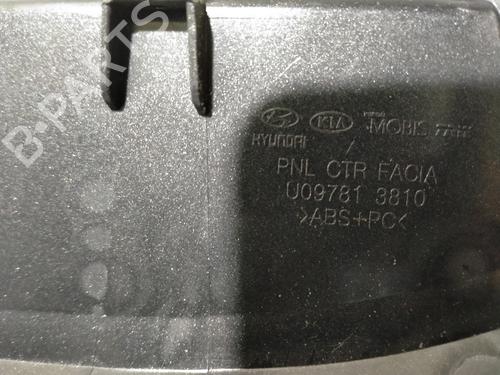 B-PARTS
HYUNDAI KIA MOBIS
PNL CTR FACIA
U09781 3810
>ABS+PC<